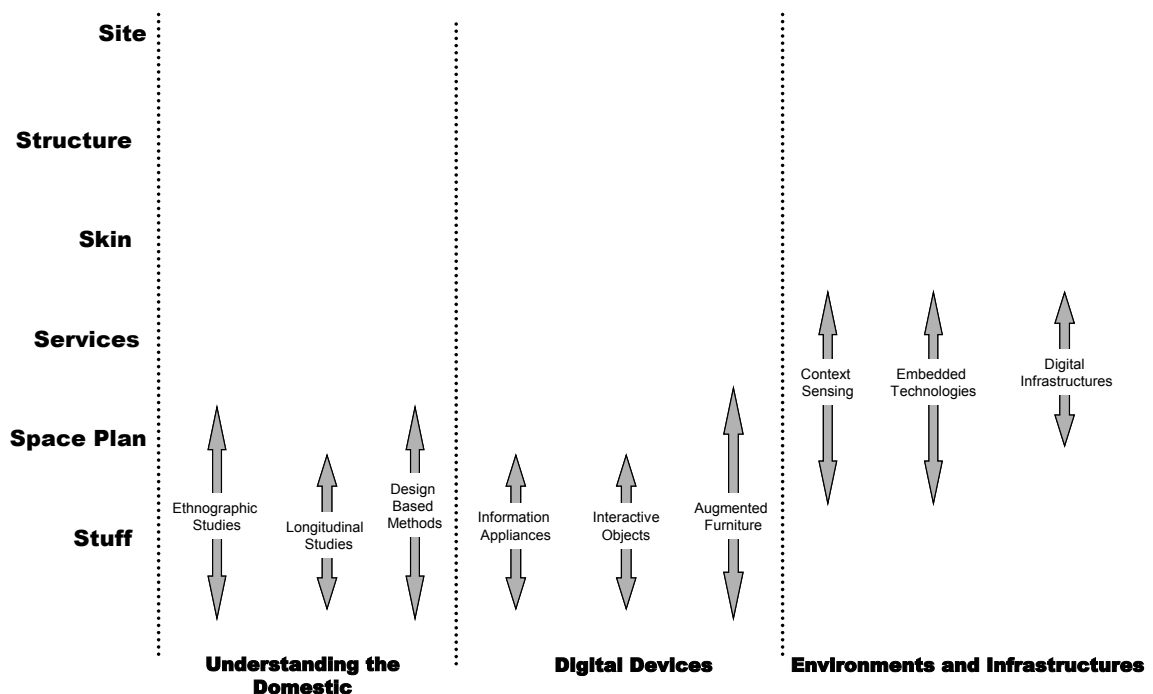 Site
Structure
Skin
Services
Space Plan
Stuff
Ethnographic
Studies
Longitudinal
Studies
Design
Based
Methods
Information
Appliances
Interactive
Objects
Augmented
Furniture
Context
Sensing
Embedded
Technologies
Digital
Infrastructures
Understanding the
Domestic
Digital Devices
Environments and Infrastructures